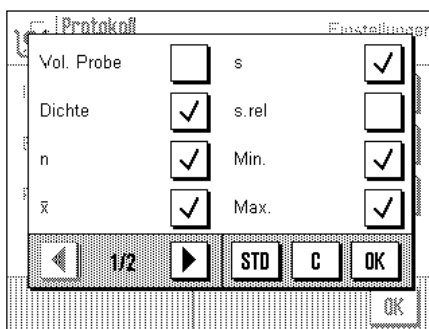 Protokoll Einstellungen
Vol. Probe s
Dichte s.rel
n Min.
x̄ Max.
1/2 STD C OK
OK